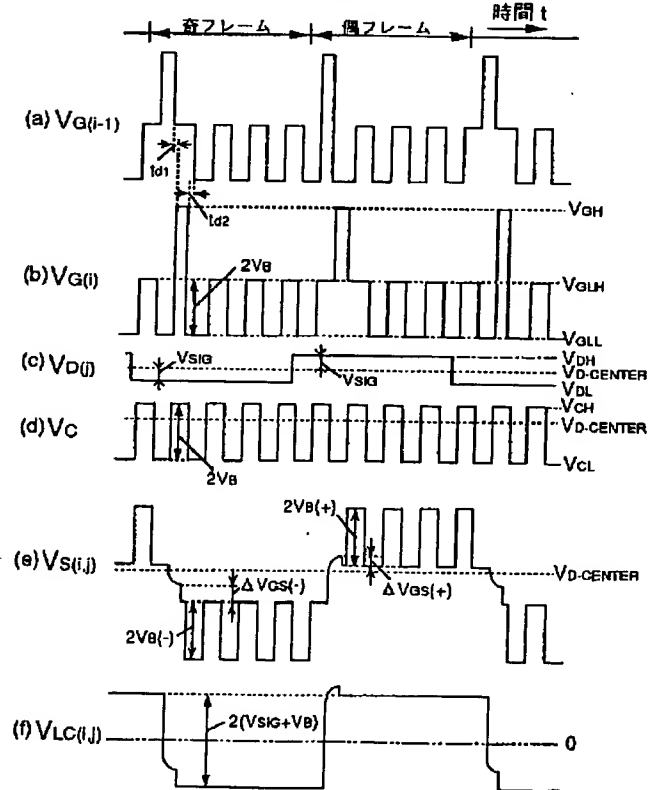 時間 t
奇フレーム 偶フレーム
(a) VG(i-1)
td1
td2
VGH
(b) VG(i)
2VB
VGLH
VGLL
(c) VD(j)
VSIG
VSIG
VDH
VD-CENTER
VDL
(d) VC
VCH
VD-CENTER
2VB
VCL
2VB(+)
(e) VS(i,j)
VD-CENTER
ΔVGS(-)
ΔVGS(+)
2VB(-)
(f) VLC(i,j)
2(VSIG+VB)
0